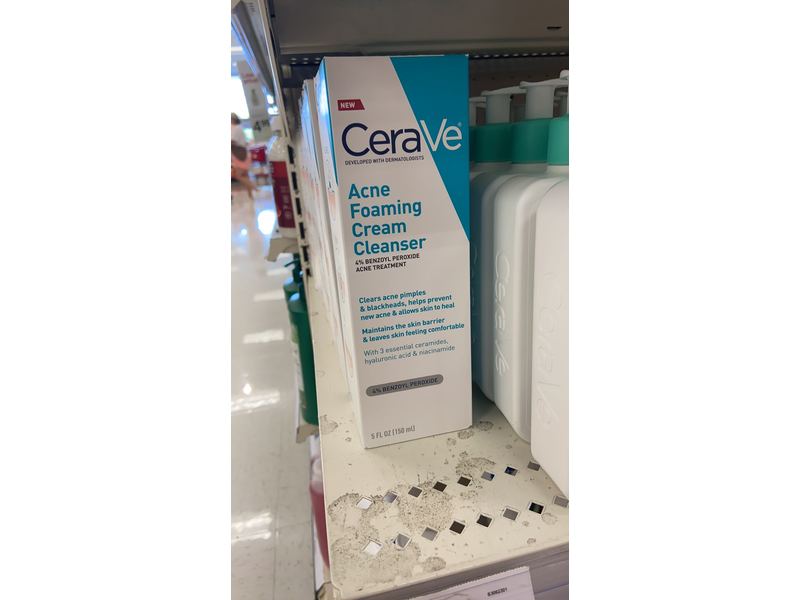 NEW
CeraVe®
DEVELOPED WITH DERMATOLOGISTS
Acne
Foaming
Cream
Cleanser
4% BENZOYL PEROXIDE
ACNE TREATMENT
Clears acne pimples
& blackheads, helps prevent
new acne & allows skin to heal
Maintains the skin barrier
& leaves skin feeling comfortable
With 3 essential ceramides,
hyaluronic acid & niacinamide
4% BENZOYL PEROXIDE
5 FL OZ (150 mL)
CeraVe
CeraVe